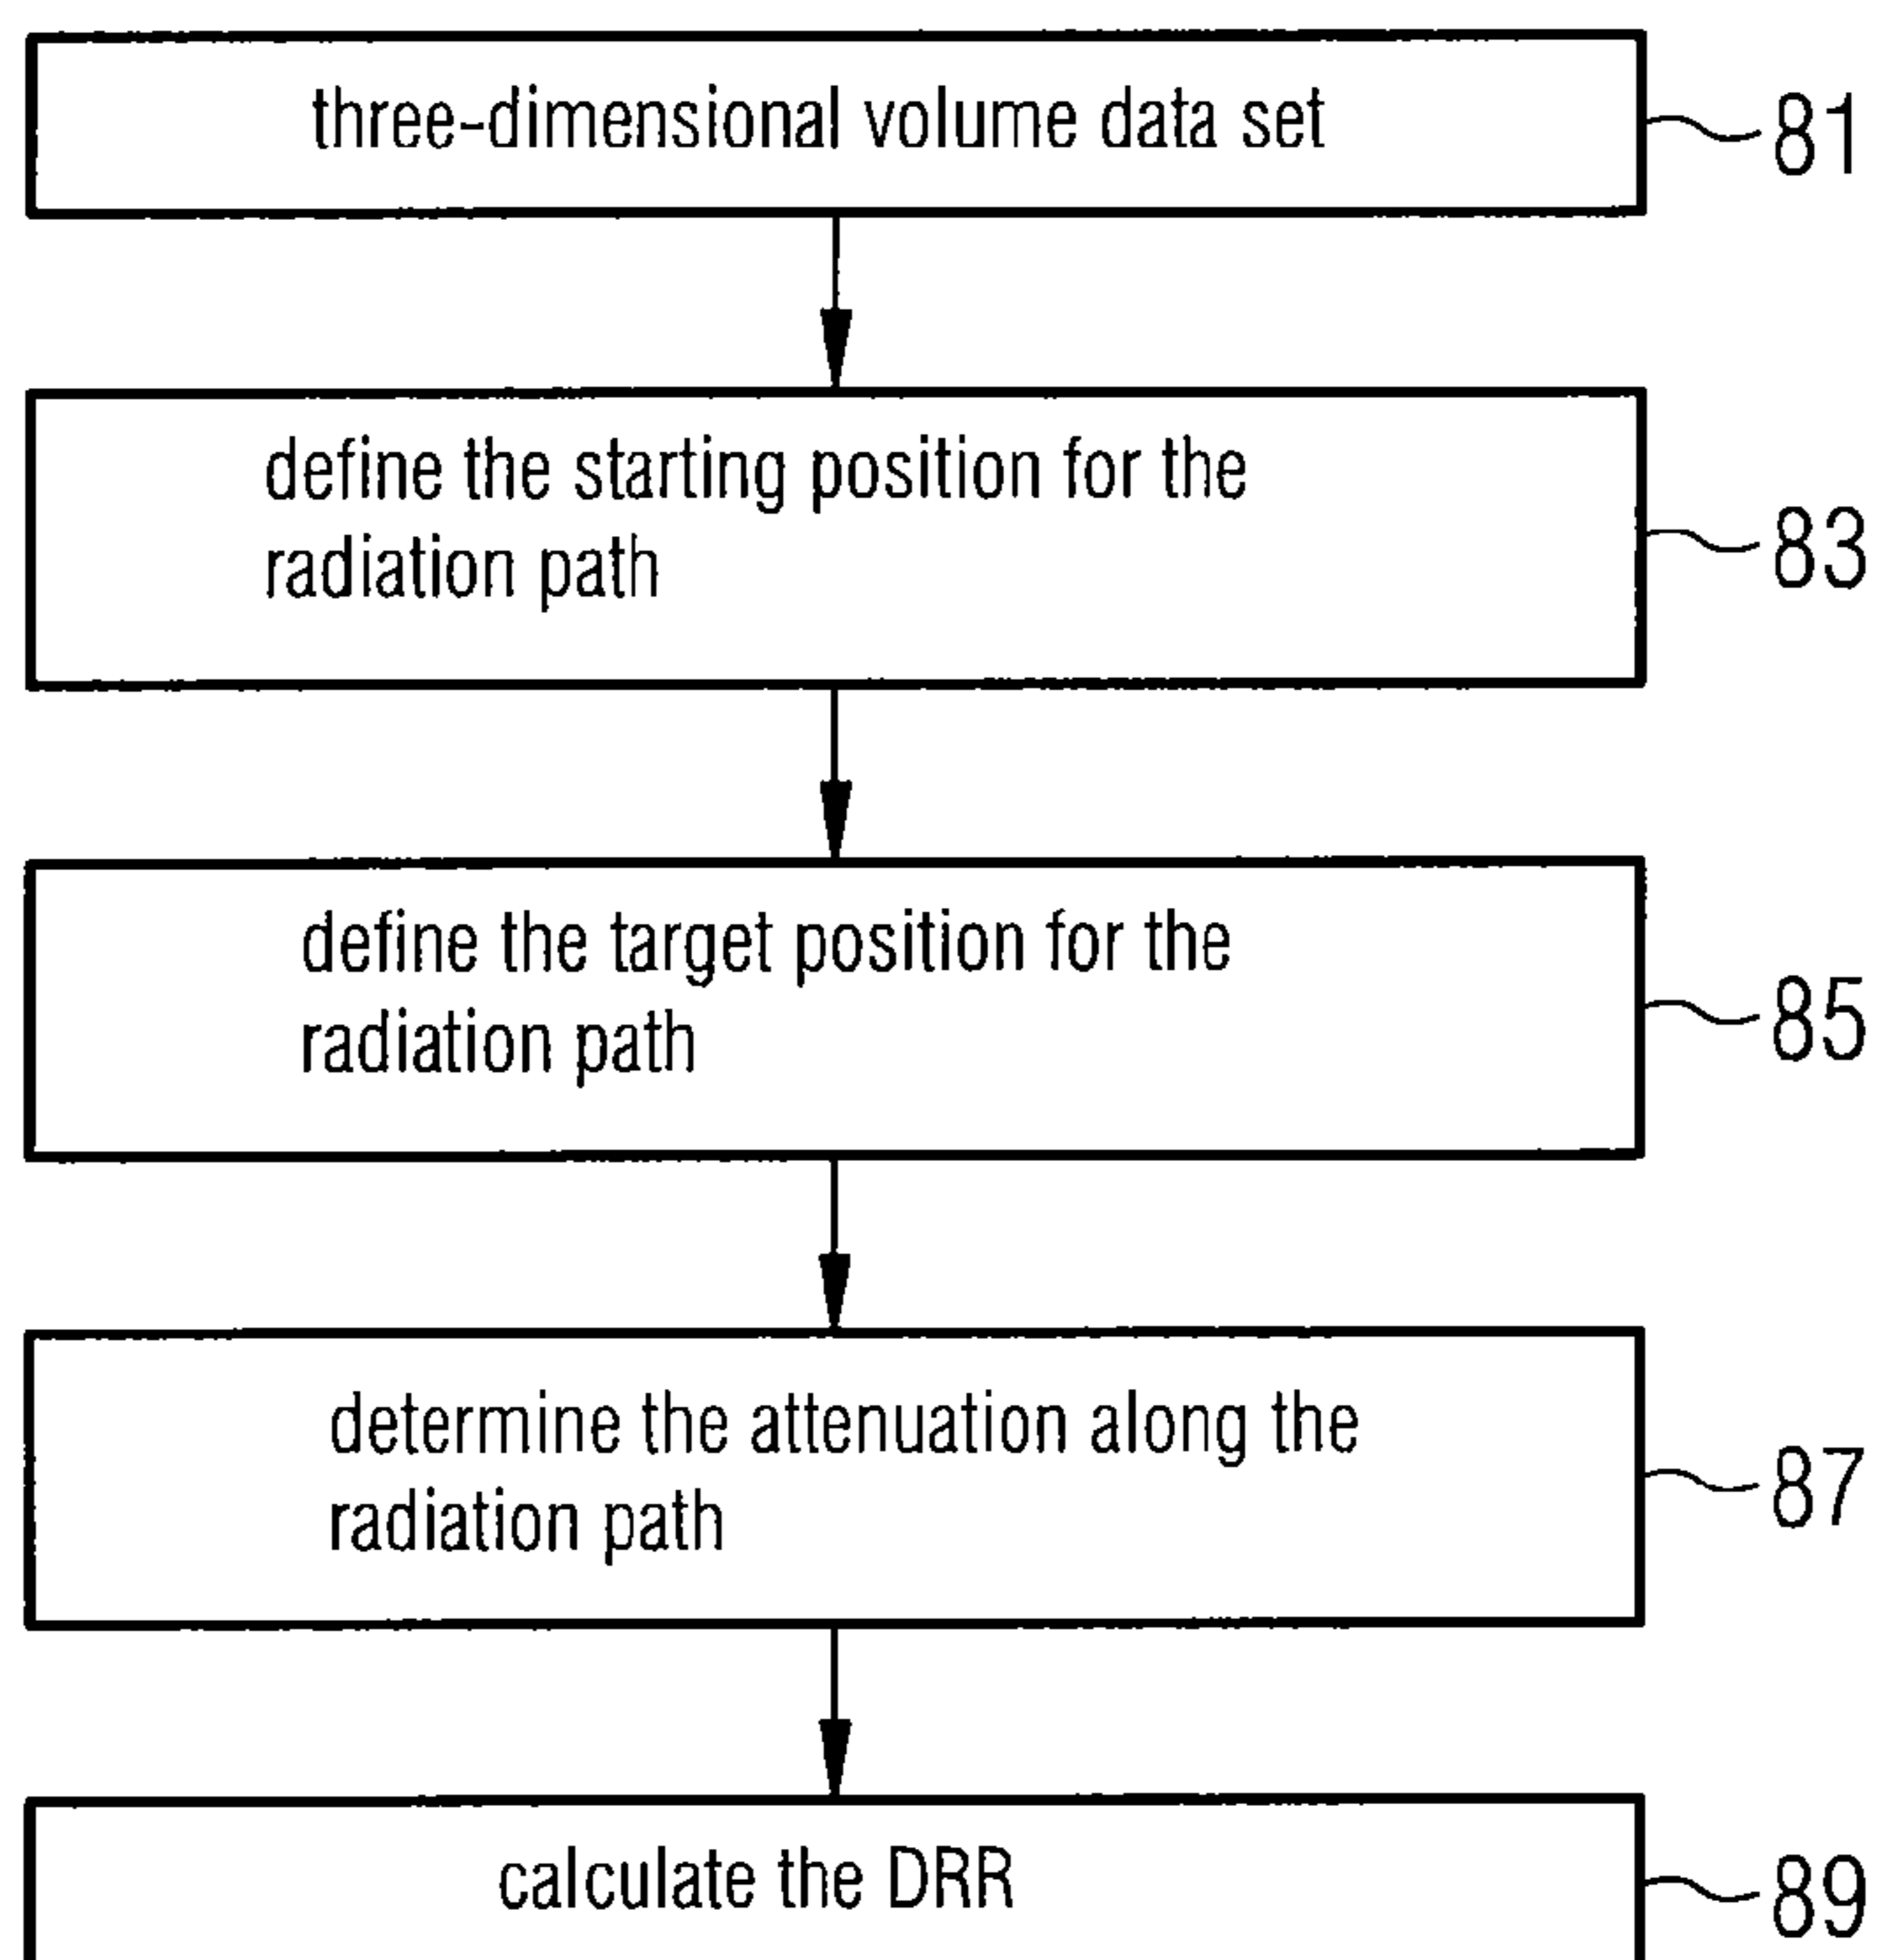 three-dimensional volume data set
81
define the starting position for the
radiation path
83
define the target position for the
radiation path
85
determine the attenuation along the
radiation path
87
calculate the DRR
89